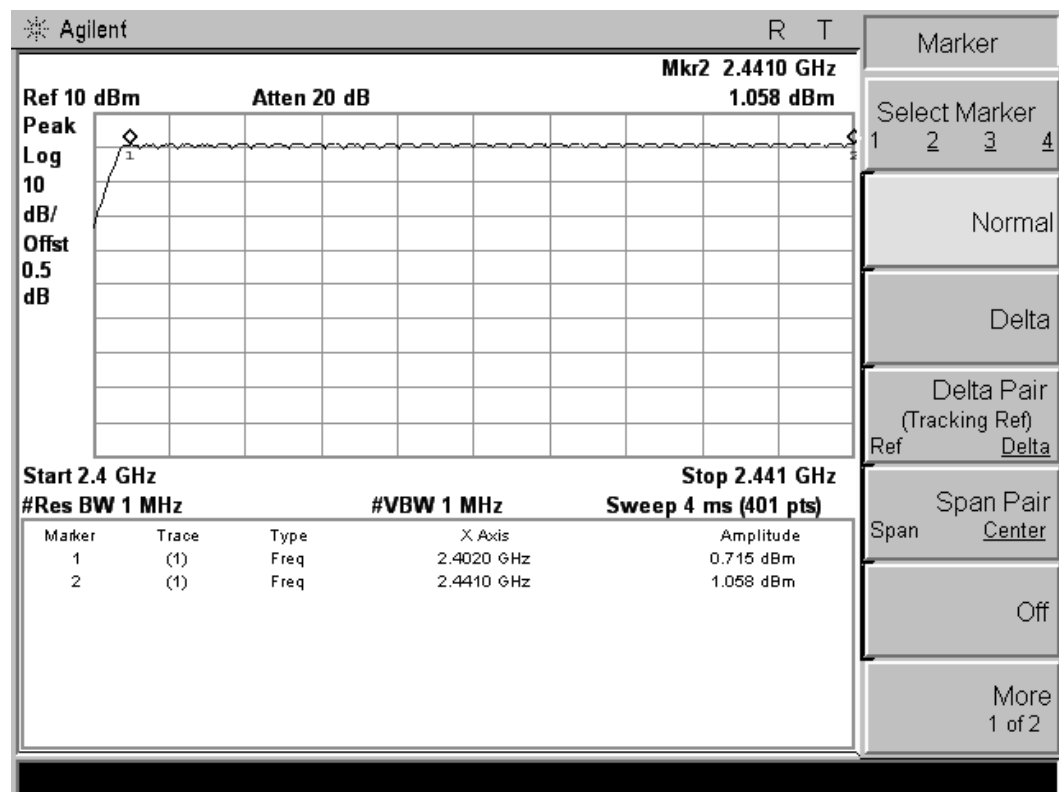 Agilent R T
Mkr2 2.4410 GHz
Ref 10 dBm Atten 20 dB 1.058 dBm
Peak
Log
10
dB/
Offst
0.5
dB
1
2
Start 2.4 GHz Stop 2.441 GHz
#Res BW 1 MHz #VBW 1 MHz Sweep 4 ms (401 pts)
Marker Trace Type X Axis Amplitude
1 (1) Freq 2.4020 GHz 0.715 dBm
2 (1) Freq 2.4410 GHz 1.058 dBm
Marker
Select Marker
1 2 3 4
Normal
Delta
Delta Pair
(Tracking Ref)
Ref Delta
Span Pair
Span Center
Off
More
1 of 2